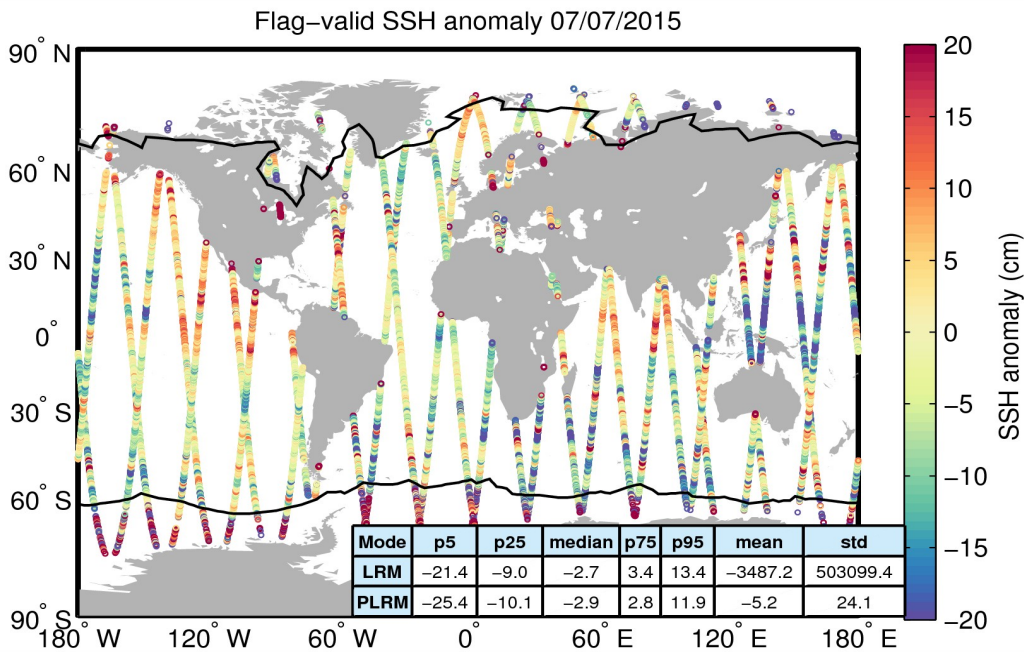 Flag−valid SSH anomaly 07/07/2015
90° N
60° N
30° N
0°
30° S
60° S
90° S
180° W 120° W 60° W 0° 60° E 120° E 180° E
20
15
10
5
0
−5
−10
−15
−20
SSH anomaly (cm)
Mode p5 p25 median p75 p95 mean std
LRM −21.4 −9.0 −2.7 3.4 13.4 −3487.2 503099.4
PLRM −25.4 −10.1 −2.9 2.8 11.9 −5.2 24.1